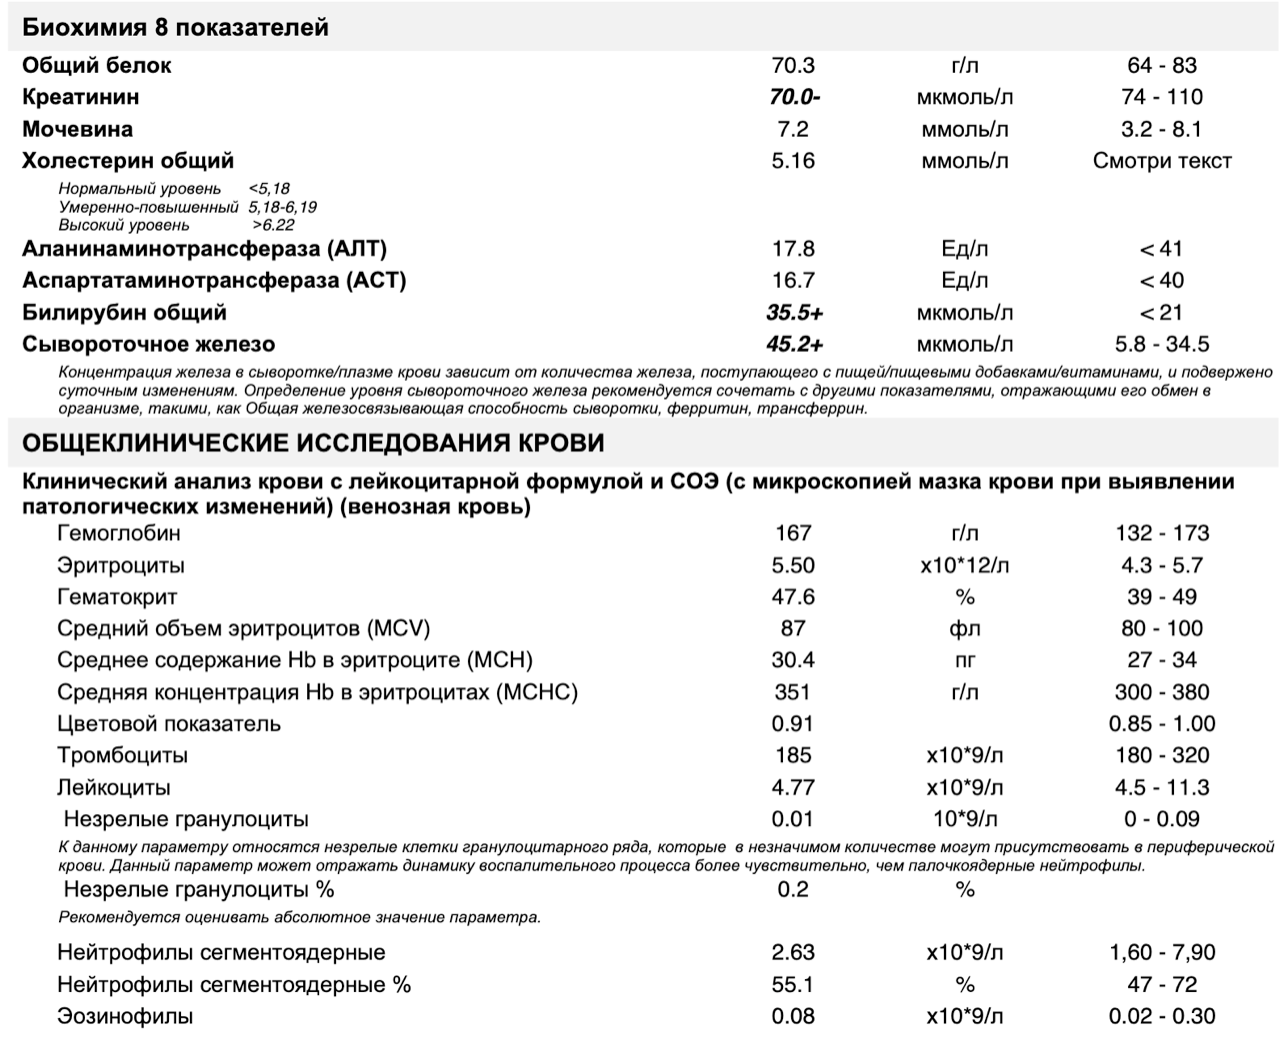 Биохимия 8 показателей
Общий белок 70.3 г/л 64 - 83
Креатинин 70.0- мкмоль/л 74 - 110
Мочевина 7.2 ммоль/л 3.2 - 8.1
Холестерин общий 5.16 ммоль/л Смотри текст
Нормальный уровень <5,18
Умеренно-повышенный 5,18-6,19
Высокий уровень >6.22
Аланинаминотрансфераза (АЛТ) 17.8 Ед/л < 41
Аспартатаминотрансфераза (АСТ) 16.7 Ед/л < 40
Билирубин общий 35.5+ мкмоль/л < 21
Сывороточное железо 45.2+ мкмоль/л 5.8 - 34.5
Концентрация железа в сыворотке/плазме крови зависит от количества железа, поступающего с пищей/пищевыми добавками/витаминами, и подвержено
суточным изменениям. Определение уровня сывороточного железа рекомендуется сочетать с другими показателями, отражающими его обмен в
организме, такими, как Общая железосвязывающая способность сыворотки, ферритин, трансферрин.
ОБЩЕКЛИНИЧЕСКИЕ ИССЛЕДОВАНИЯ КРОВИ
Клинический анализ крови с лейкоцитарной формулой и СОЭ (с микроскопией мазка крови при выявлении
патологических изменений) (венозная кровь)
Гемоглобин 167 г/л 132 - 173
Эритроциты 5.50 х10*12/л 4.3 - 5.7
Гематокрит 47.6 % 39 - 49
Средний объем эритроцитов (MCV) 87 фл 80 - 100
Среднее содержание Hb в эритроците (MCH) 30.4 пг 27 - 34
Средняя концентрация Hb в эритроцитах (MCHC) 351 г/л 300 - 380
Цветовой показатель 0.91 0.85 - 1.00
Тромбоциты 185 х10*9/л 180 - 320
Лейкоциты 4.77 х10*9/л 4.5 - 11.3
Незрелые гранулоциты 0.01 10*9/л 0 - 0.09
К данному параметру относятся незрелые клетки гранулоцитарного ряда, которые в незначимом количестве могут присутствовать в периферической
крови. Данный параметр может отражать динамику воспалительного процесса более чувствительно, чем палочкоядерные нейтрофилы.
Незрелые гранулоциты % 0.2 %
Рекомендуется оценивать абсолютное значение параметра.
Нейтрофилы сегментоядерные 2.63 х10*9/л 1,60 - 7,90
Нейтрофилы сегментоядерные % 55.1 % 47 - 72
Эозинофилы 0.08 х10*9/л 0.02 - 0.30